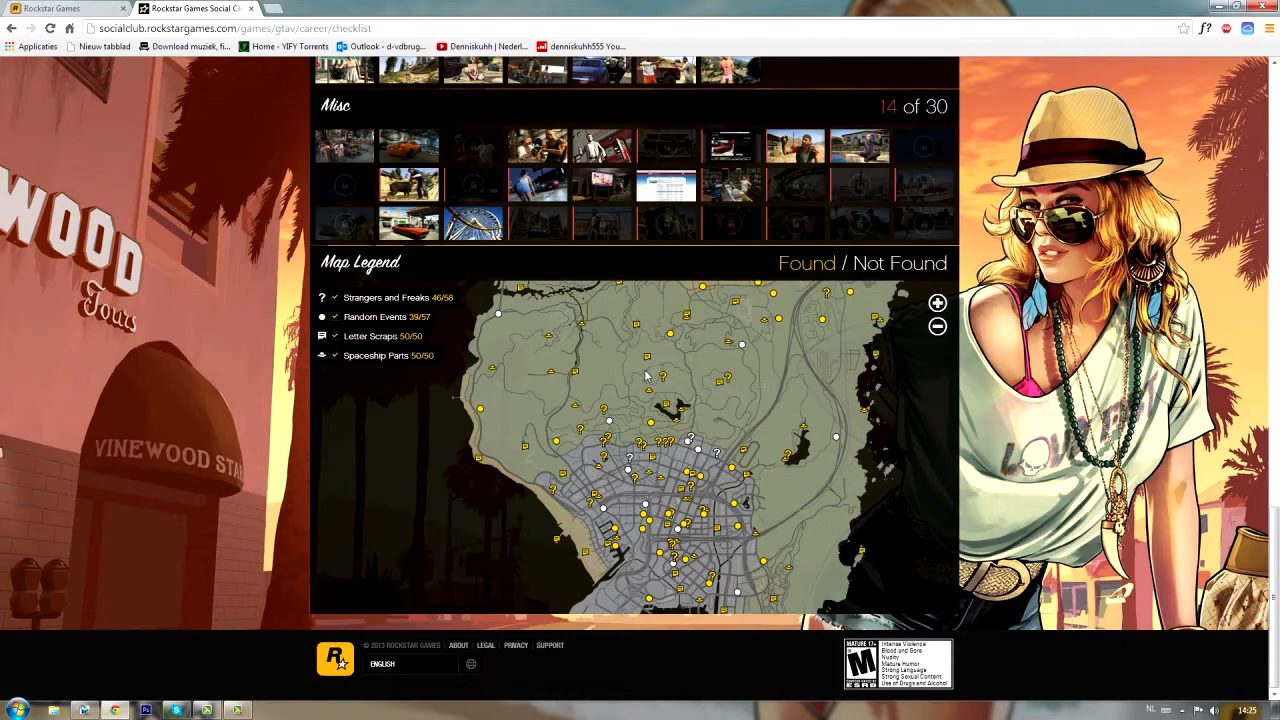 Rockstar Games
Rockstar Games Social Cl
socialclub.rockstargames.com/games/gtav/career/checklist
Applicaties
Nieuw tabblad
Download muziek, fi...
Home - YIFY Torrents
Outlook - d-vdbrug...
Denniskuhh | Nederl...
denniskuhh555 You...
Misc
14 of 30
WOOD
Tours
VINEWOOD STA
Map Legend
Found / Not Found
Strangers and Freaks 46/58
Random Events 39/57
Letter Scraps 50/50
Spaceship Parts 50/50
© 2013 ROCKSTAR GAMES
ABOUT
LEGAL
PRIVACY
SUPPORT
ENGLISH
MATURE 17+
M
ESRB
Intense Violence
Blood and Gore
Nudity
Mature Humor
Strong Language
Strong Sexual Content
Use of Drugs and Alcohol
NL
14:25